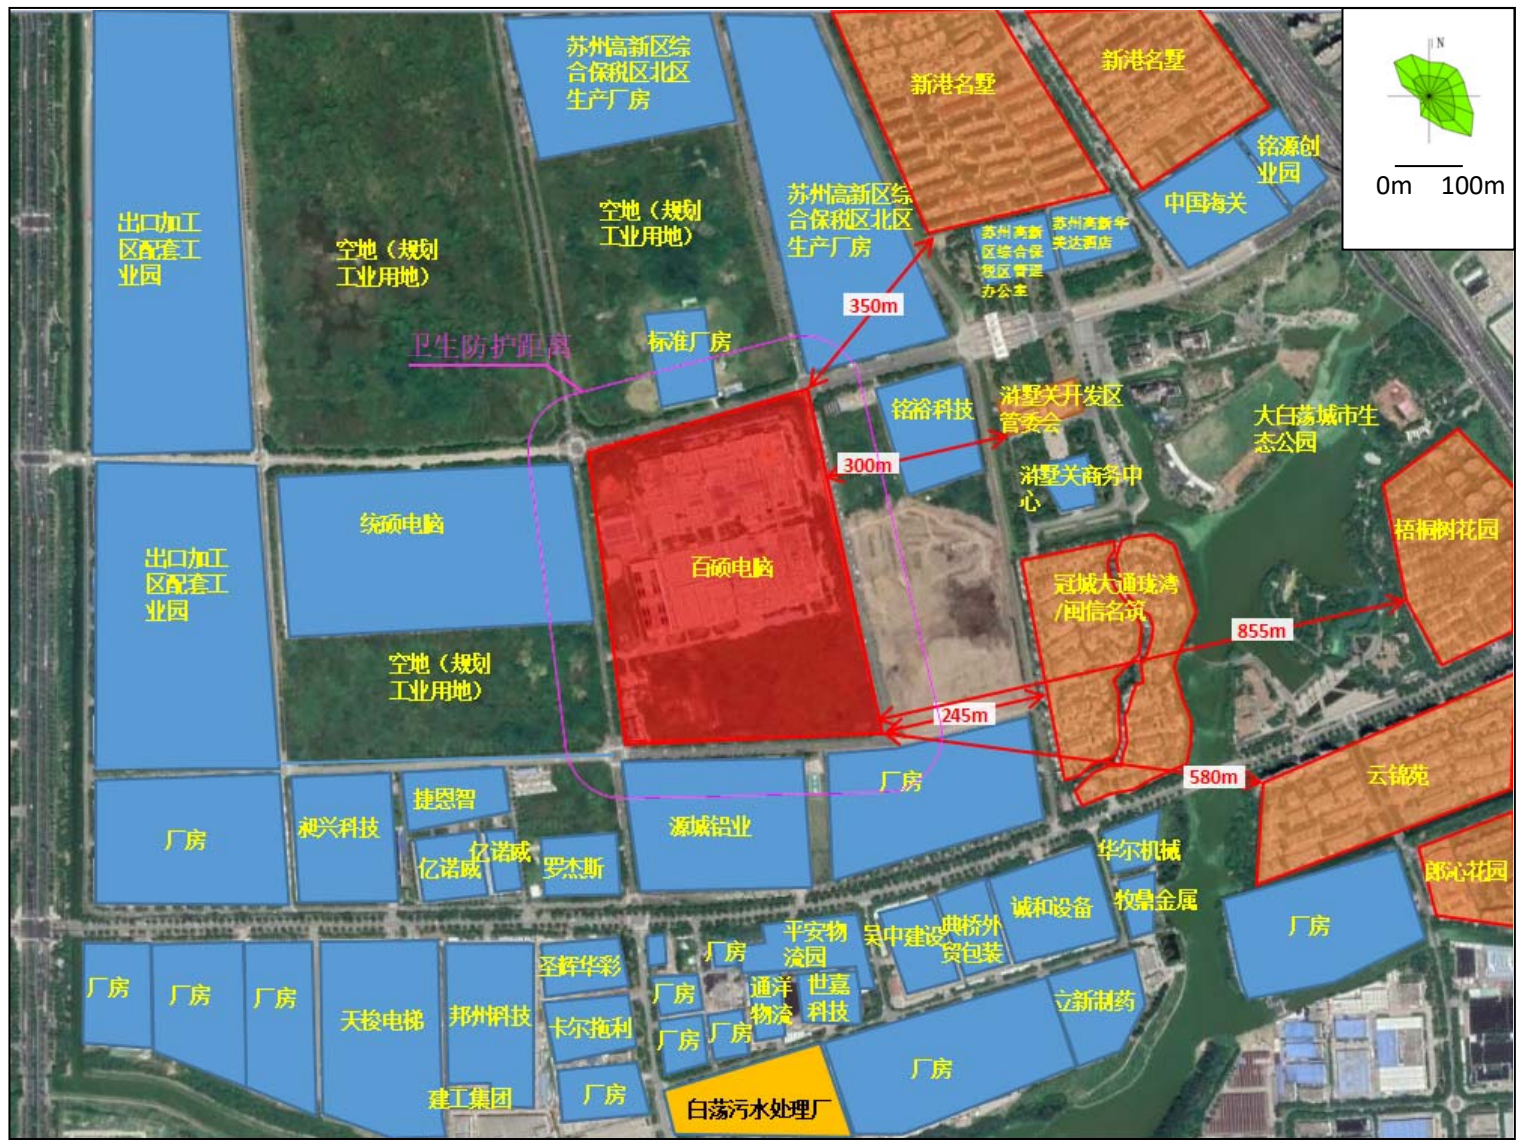 苏州高新区综
合保税区北区
生产厂房
新港名墅
新港名墅
N
0m
100m
铭源创
业园
中国海关
苏州高新区综
合保税区北区
生产厂房
苏州高新
区综合保
税区管理
办公室
苏州高新华
美达酒店
出口加工
区配套工
业园
空地（规划
工业用地）
空地（规划
工业用地）
350m
标准厂房
卫生防护距离
铭裕科技
浒墅关开发区
管委会
大白荡城市生
态公园
300m
浒墅关商务中
心
统硕电脑
梧桐树花园
出口加工
区配套工
业园
百硕电脑
冠城大通珑湾
/闽信名筑
855m
空地（规划
工业用地）
245m
580m
云锦苑
厂房
捷恩智
昶兴科技
源城铝业
厂房
亿诺威
亿诺威
罗杰斯
华尔机械
郎沁花园
牧鼎金属
诚和设备
典桥外
贸包装
吴中建设
平安物
流园
厂房
厂房
圣辉华彩
厂房
厂房
厂房
厂房
通洋
物流
世嘉
科技
立新制药
天梭电梯
邦州科技
卡尔拖利
厂房
厂房
厂房
建工集团
厂房
白荡污水处理厂